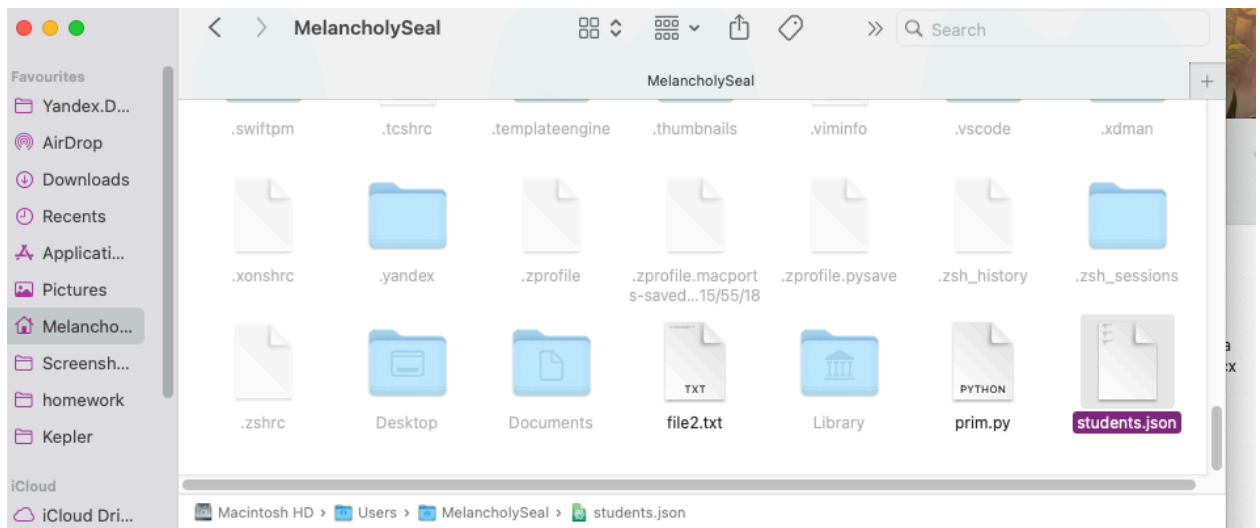 MelancholySeal
Search
MelancholySeal
Favourites
Yandex.D...
AirDrop
Downloads
Recents
Applicati...
Pictures
Melancho...
Screensh...
homework
Kepler
iCloud
iCloud Dri...
.swiftpm
.tcshrc
.templateengine
.thumbnails
.viminfo
.vscode
.xdman
.xonshrc
.yandex
.zprofile
.zprofile.macport
s-saved...15/55/18
.zprofile.pysave
.zsh_history
.zsh_sessions
TXT
PYTHON
.zshrc
Desktop
Documents
file2.txt
Library
prim.py
students.json
Macintosh HD › Users › MelancholySeal › students.json